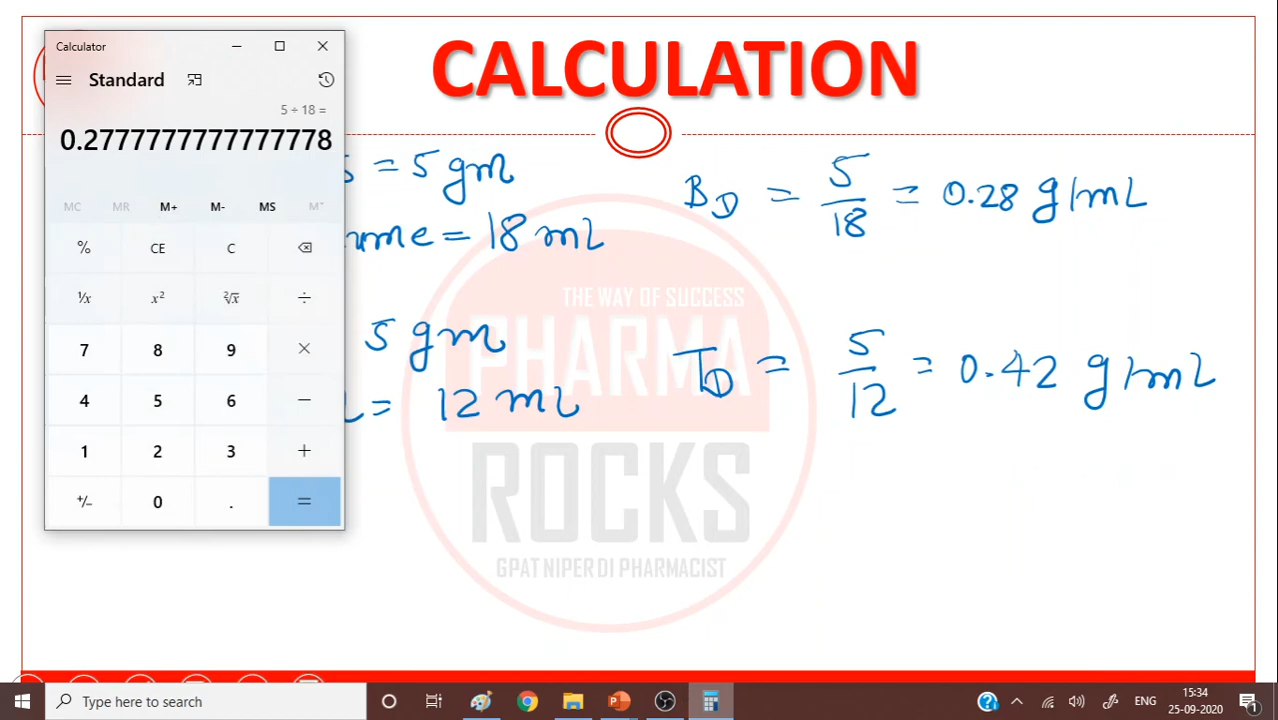 Calculator
CALCULATION
Standard
5 ÷ 18 =
0.2777777777777778
= 5 gm
BD = 5/18 = 0.28 g/mL
= 18 ml
MC MR M+ M- MS
% CE C
¹/x x² ²√x ÷
7 8 9 ×
4 5 6 −
1 2 3 +
+/− 0 . =
5 gm
TD = 5/12 = 0.42 g/mL
= 12 ml
THE WAY OF SUCCESS
PHARMA
ROCKS
GPAT NIPER DI PHARMACIST
Type here to search
ENG
15:34
25-09-2020
1